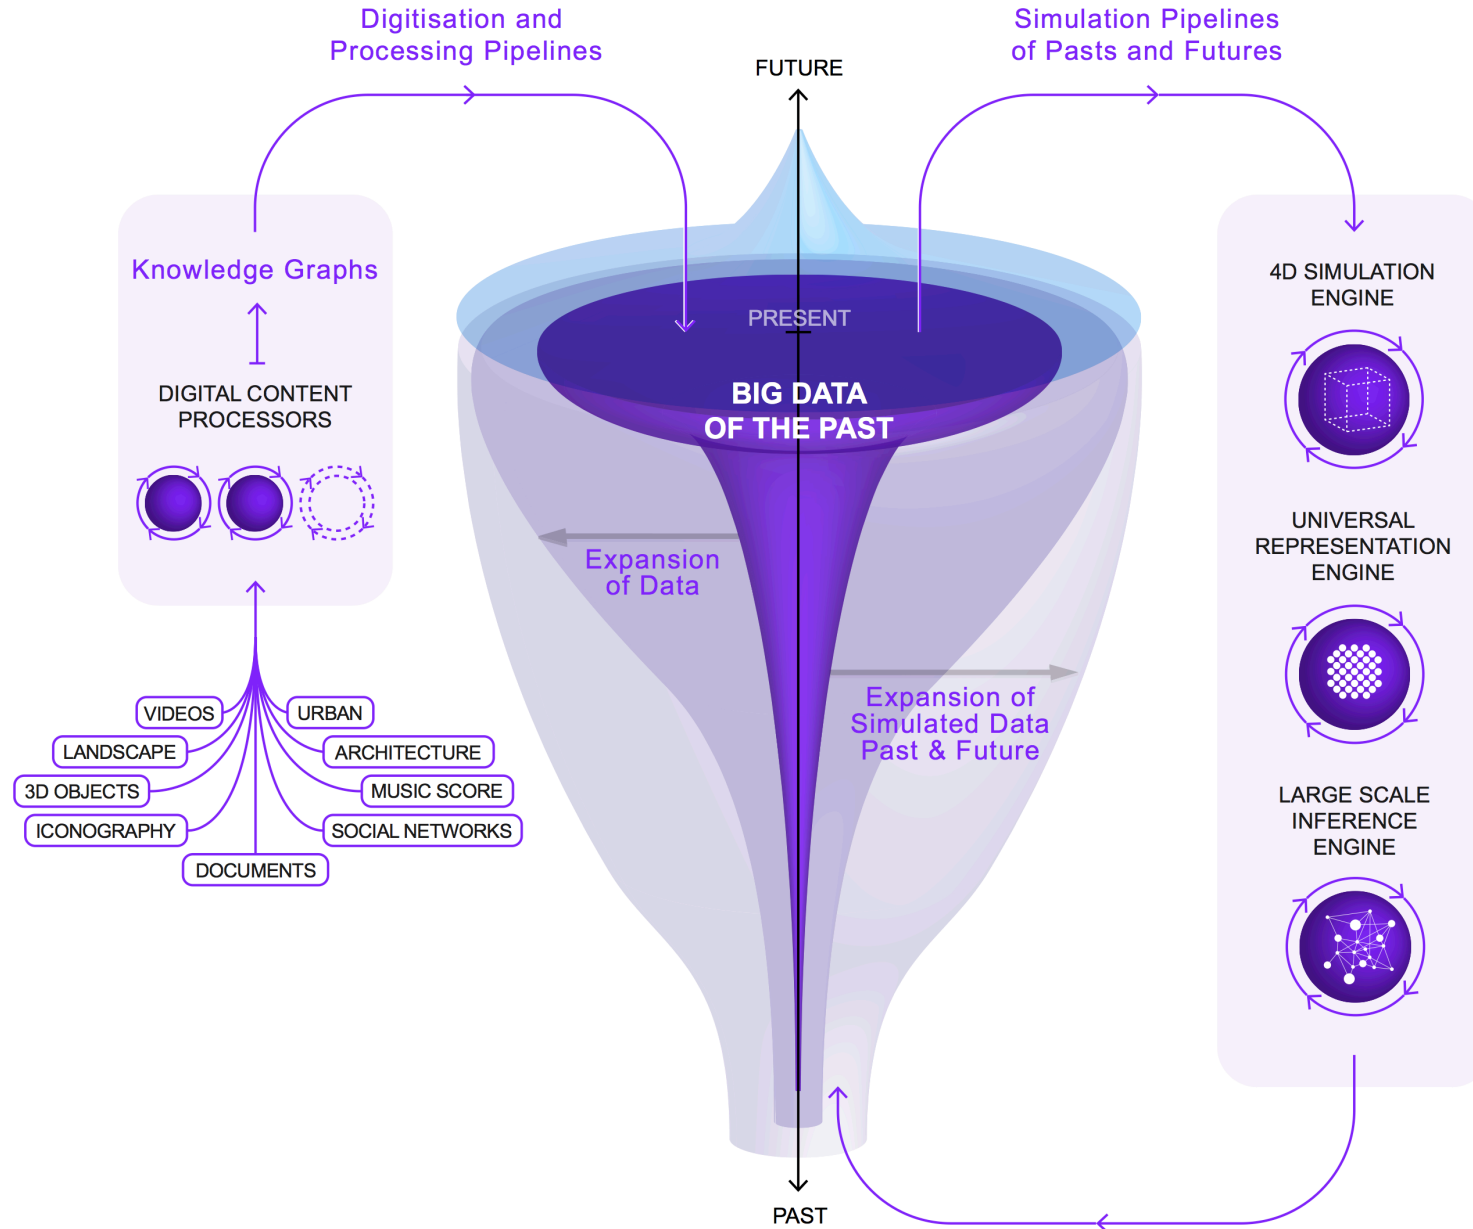 Digitisation and
Processing Pipelines
Simulation Pipelines
of Pasts and Futures
FUTURE
Knowledge Graphs
DIGITAL CONTENT
PROCESSORS
VIDEOS
URBAN
LANDSCAPE
ARCHITECTURE
3D OBJECTS
MUSIC SCORE
ICONOGRAPHY
SOCIAL NETWORKS
DOCUMENTS
PRESENT
BIG DATA
OF THE PAST
Expansion
of Data
Expansion of
Simulated Data
Past & Future
PAST
4D SIMULATION
ENGINE
UNIVERSAL
REPRESENTATION
ENGINE
LARGE SCALE
INFERENCE
ENGINE